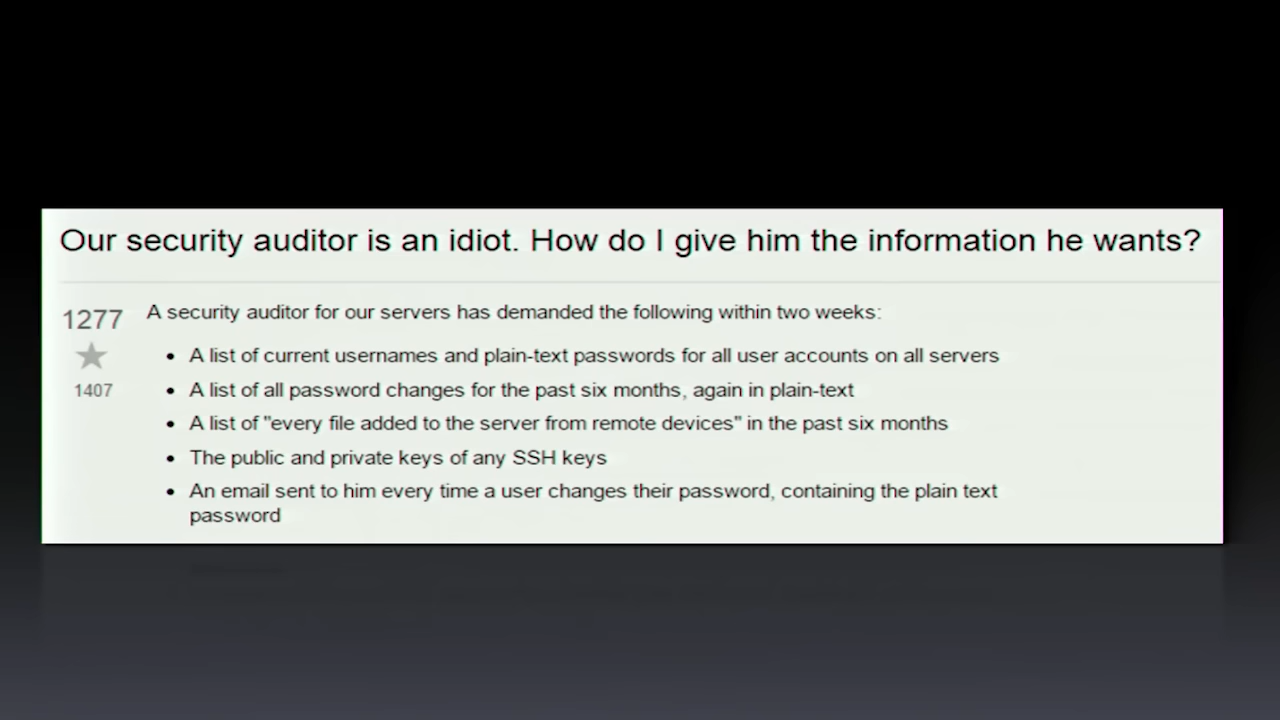 Our security auditor is an idiot. How do I give him the information he wants?
1277
A security auditor for our servers has demanded the following within two weeks:
• A list of current usernames and plain-text passwords for all user accounts on all servers
1407
• A list of all password changes for the past six months, again in plain-text
• A list of "every file added to the server from remote devices" in the past six months
• The public and private keys of any SSH keys
• An email sent to him every time a user changes their password, containing the plain text
password